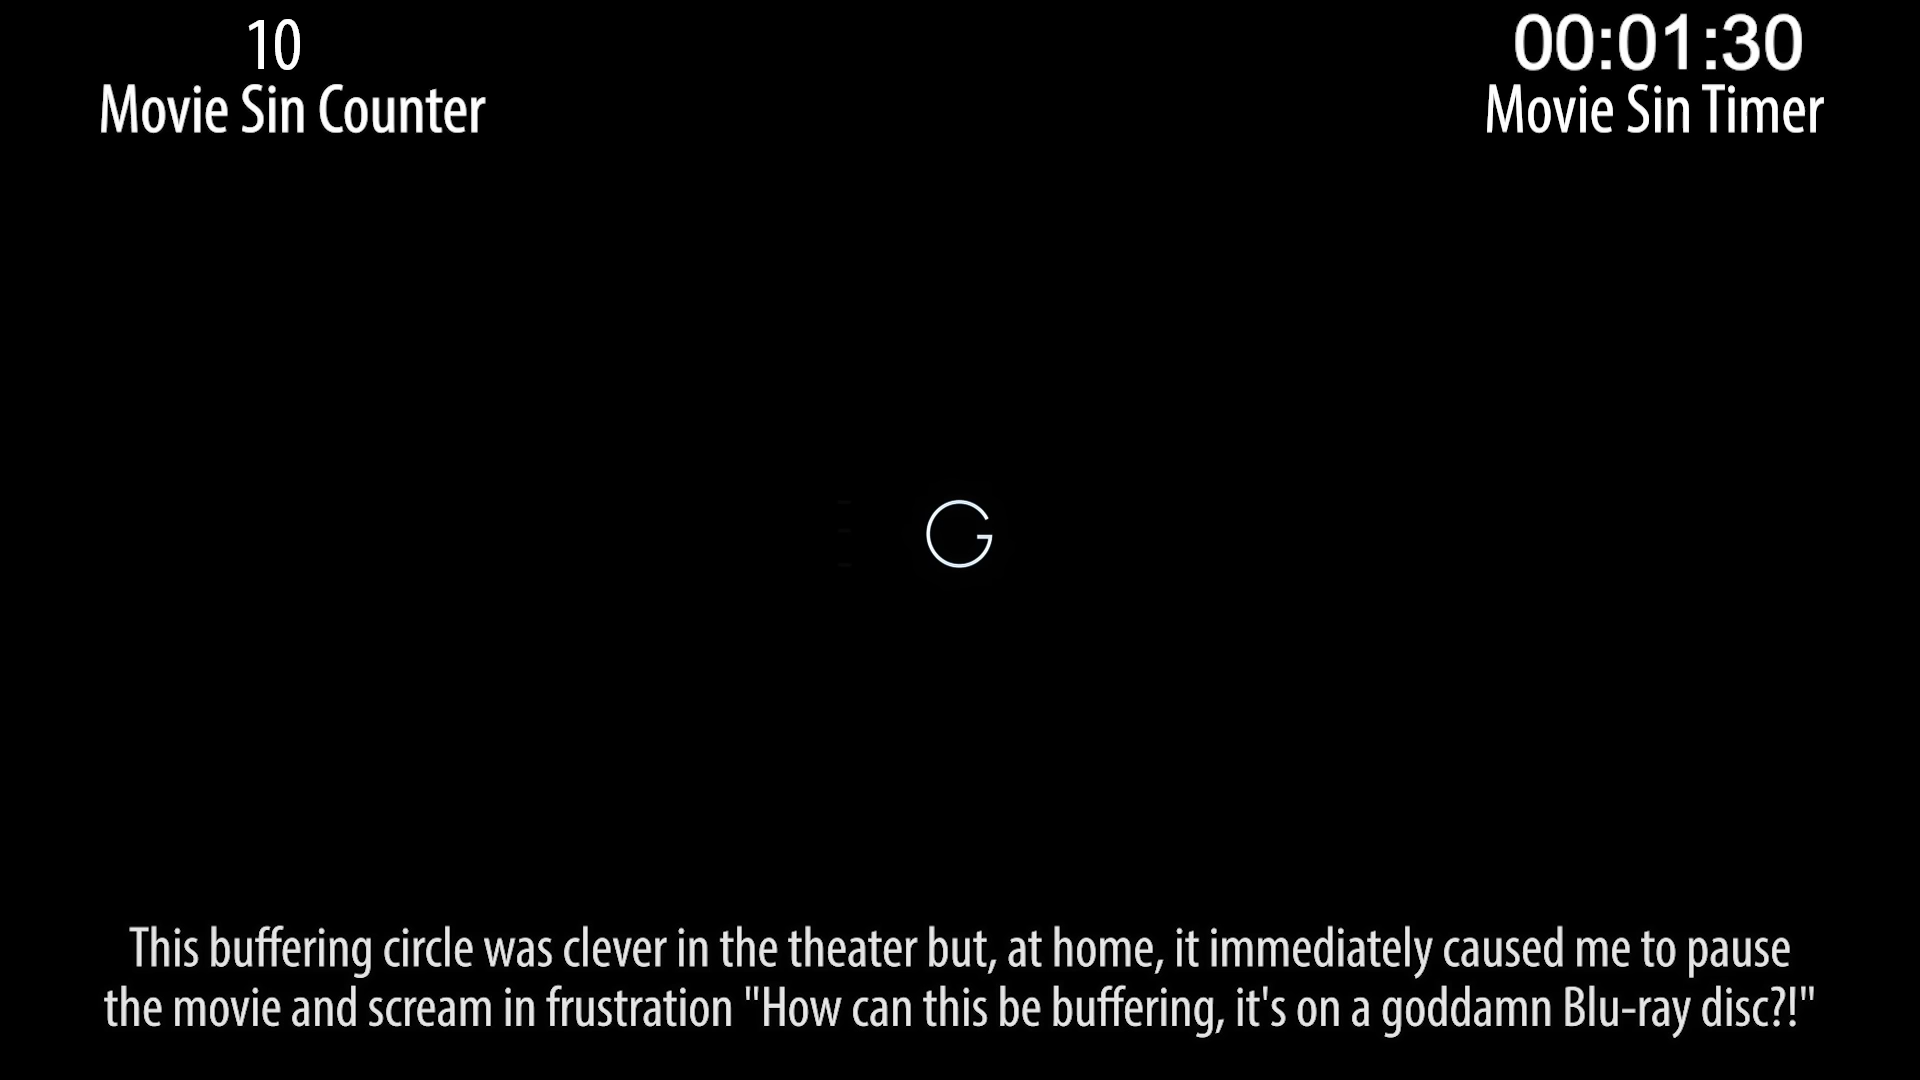 10
Movie Sin Counter
00:01:30
Movie Sin Timer
G
This buffering circle was clever in the theater but, at home, it immediately caused me to pause
the movie and scream in frustration "How can this be buffering, it's on a goddamn Blu-ray disc?!"